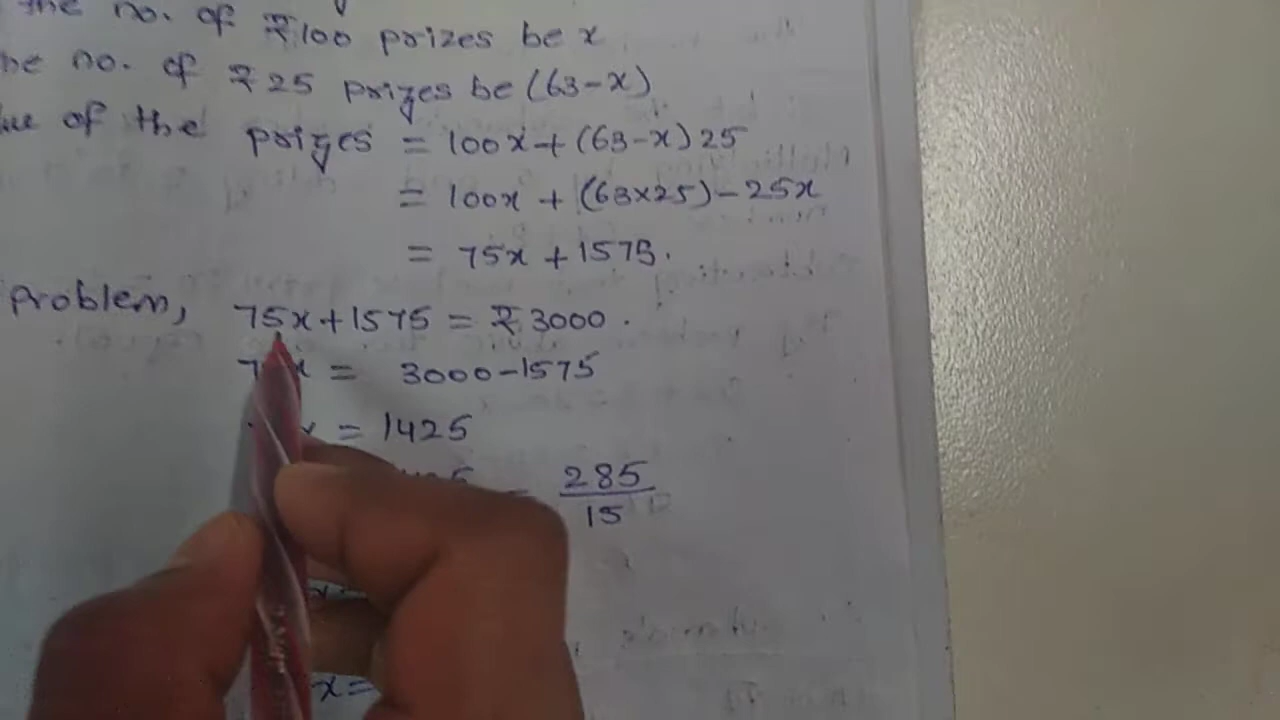 the no. of ₹100 prizes be x
no. of ₹25 prizes be (63-x)
of the prizes = 100x+(63-x)25
= 100x + (63×25)-25x
= 75x+1575.
Problem, 75x+1575 = ₹3000.
= 3000-1575
= 1425
= 285/15
x=